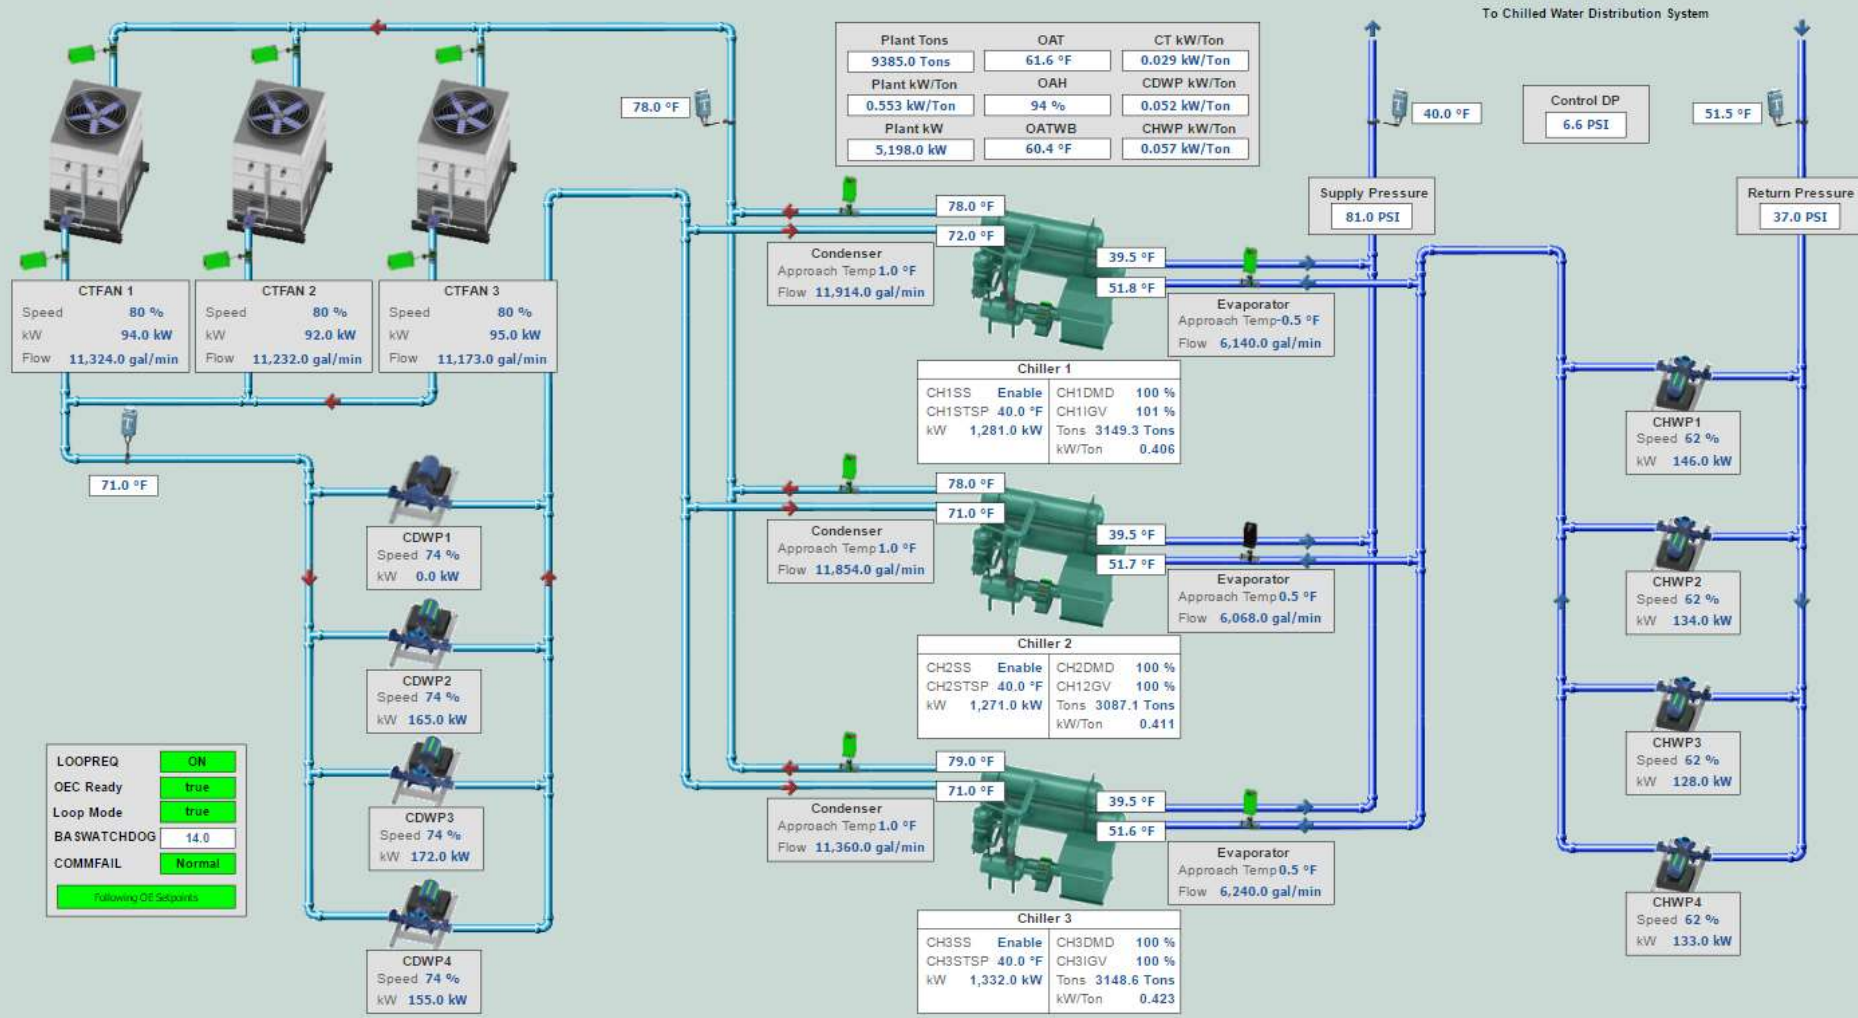 To Chilled Water Distribution System
Plant Tons OAT CT kW/Ton
9385.0 Tons 61.6 °F 0.029 kW/Ton
Plant kW/Ton OAH CDWP kW/Ton
0.553 kW/Ton 94 % 0.052 kW/Ton
Plant kW OATWB CHWP kW/Ton
5,198.0 kW 60.4 °F 0.057 kW/Ton
78.0 °F
40.0 °F
Control DP
6.6 PSI
51.5 °F
Supply Pressure
81.0 PSI
Return Pressure
37.0 PSI
CTFAN 1
Speed 80 %
kW 94.0 kW
Flow 11,324.0 gal/min
CTFAN 2
Speed 80 %
kW 92.0 kW
Flow 11,232.0 gal/min
CTFAN 3
Speed 80 %
kW 95.0 kW
Flow 11,173.0 gal/min
71.0 °F
78.0 °F
72.0 °F
Condenser
Approach Temp 1.0 °F
Flow 11,914.0 gal/min
39.5 °F
51.8 °F
Evaporator
Approach Temp -0.5 °F
Flow 6,140.0 gal/min
Chiller 1
CH1SS Enable CH1DMD 100 %
CH1STSP 40.0 °F CH1IGV 101 %
kW 1,281.0 kW Tons 3149.3 Tons
kW/Ton 0.406
78.0 °F
71.0 °F
Condenser
Approach Temp 1.0 °F
Flow 11,854.0 gal/min
39.5 °F
51.7 °F
Evaporator
Approach Temp 0.5 °F
Flow 6,068.0 gal/min
Chiller 2
CH2SS Enable CH2DMD 100 %
CH2STSP 40.0 °F CH12GV 100 %
kW 1,271.0 kW Tons 3087.1 Tons
kW/Ton 0.411
79.0 °F
71.0 °F
Condenser
Approach Temp 1.0 °F
Flow 11,360.0 gal/min
39.5 °F
51.6 °F
Evaporator
Approach Temp 0.5 °F
Flow 6,240.0 gal/min
Chiller 3
CH3SS Enable CH3DMD 100 %
CH3STSP 40.0 °F CH3IGV 100 %
kW 1,332.0 kW Tons 3148.6 Tons
kW/Ton 0.423
CDWP1
Speed 74 %
kW 0.0 kW
CDWP2
Speed 74 %
kW 165.0 kW
CDWP3
Speed 74 %
kW 172.0 kW
CDWP4
Speed 74 %
kW 155.0 kW
CHWP1
Speed 62 %
kW 146.0 kW
CHWP2
Speed 62 %
kW 134.0 kW
CHWP3
Speed 62 %
kW 128.0 kW
CHWP4
Speed 62 %
kW 133.0 kW
LOOPREQ ON
OEC Ready true
Loop Mode true
BASWATCHDOG 14.0
COMMFAIL Normal
Following OE Setpoints